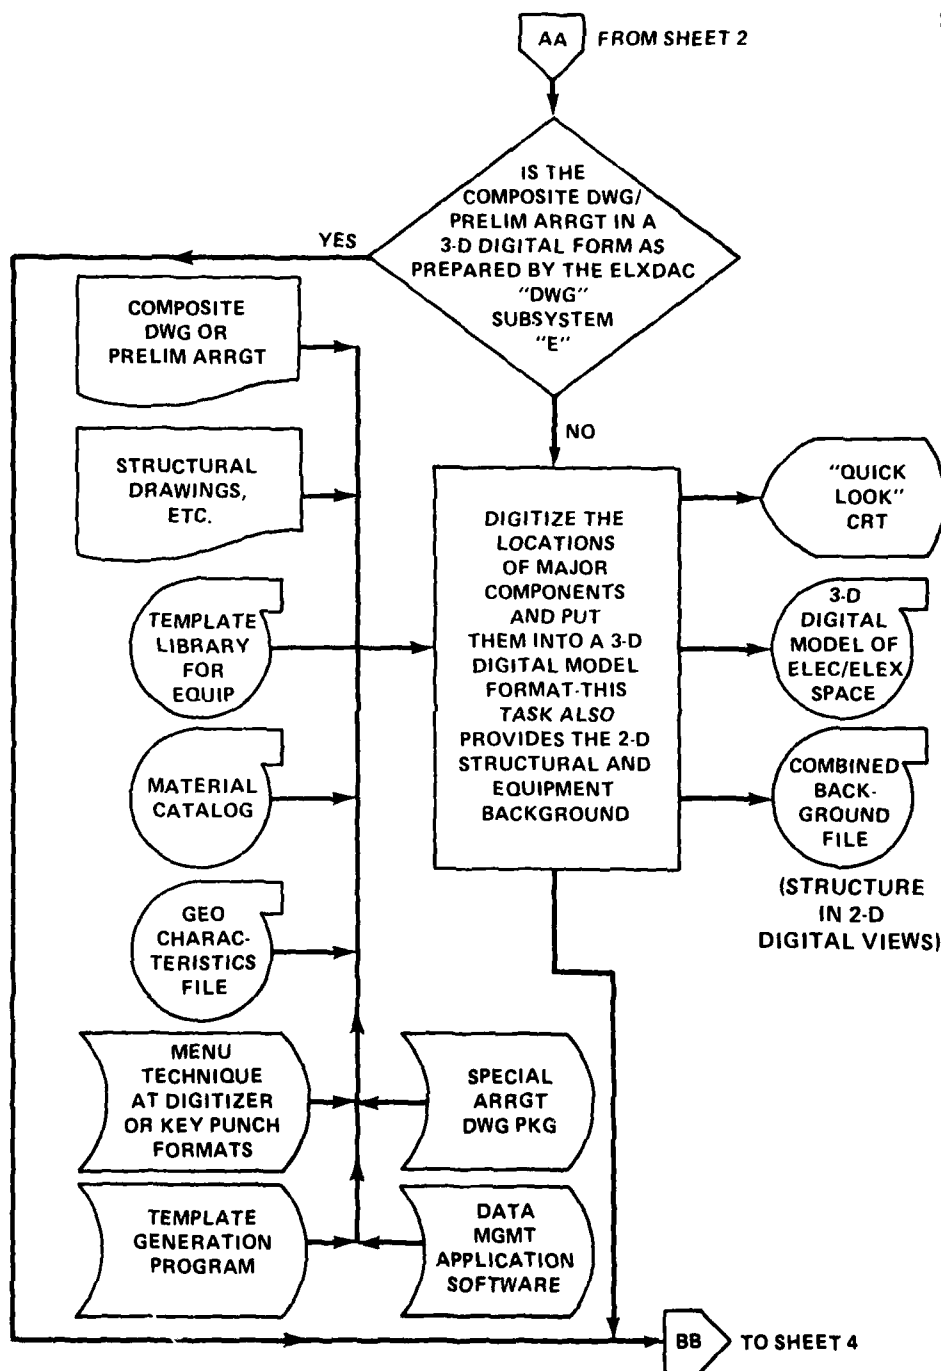 AA
FROM SHEET 2
IS THE
COMPOSITE DWG/
PRELIM ARRGT IN A
3-D DIGITAL FORM AS
PREPARED BY THE ELXDAC
"DWG"
SUBSYSTEM
"E"
YES
NO
COMPOSITE
DWG OR
PRELIM ARRGT
STRUCTURAL
DRAWINGS,
ETC.
TEMPLATE
LIBRARY
FOR
EQUIP
MATERIAL
CATALOG
GEO
CHARAC-
TERISTICS
FILE
MENU
TECHNIQUE
AT DIGITIZER
OR KEY PUNCH
FORMATS
SPECIAL
ARRGT
DWG PKG
TEMPLATE
GENERATION
PROGRAM
DATA
MGMT
APPLICATION
SOFTWARE
DIGITIZE THE
LOCATIONS
OF MAJOR
COMPONENTS
AND PUT
THEM INTO A 3-D
DIGITAL MODEL
FORMAT-THIS
TASK ALSO
PROVIDES THE 2-D
STRUCTURAL AND
EQUIPMENT
BACKGROUND
"QUICK
LOOK"
CRT
3-D
DIGITAL
MODEL OF
ELEC/ELEX
SPACE
COMBINED
BACK-
GROUND
FILE
(STRUCTURE
IN 2-D
DIGITAL VIEWS)
BB
TO SHEET 4